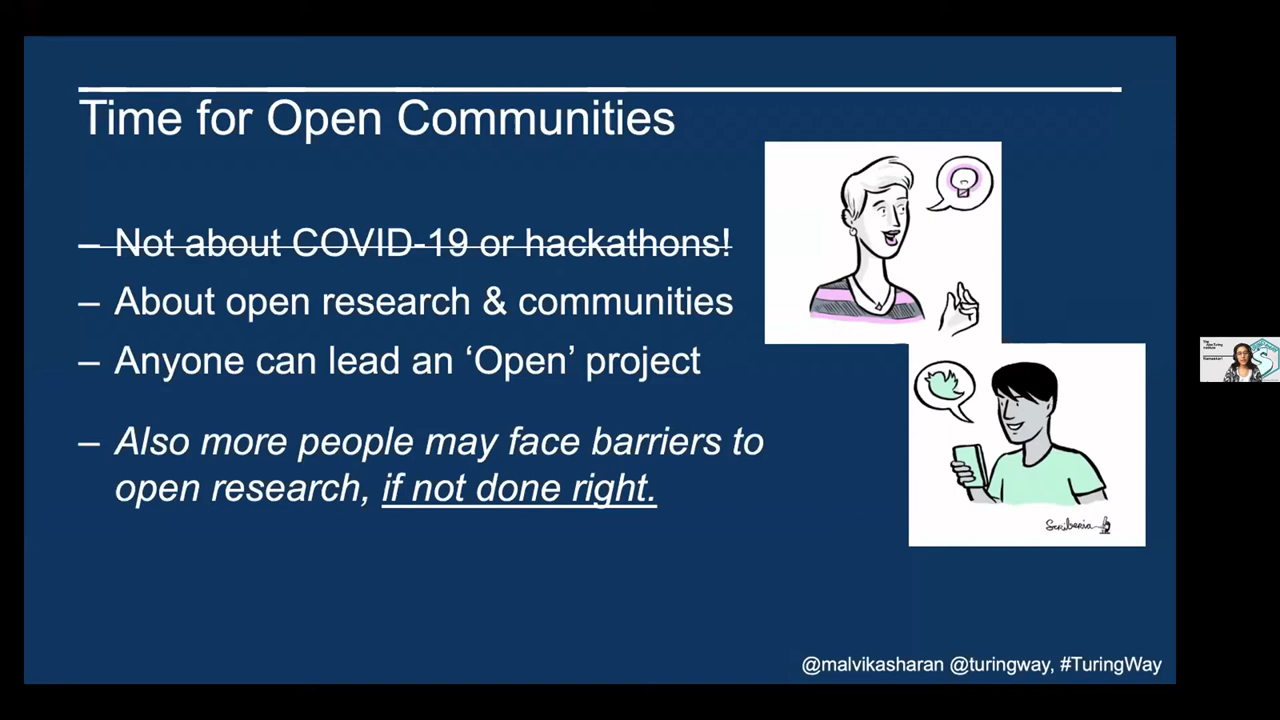 Time for Open Communities
– Not about COVID-19 or hackathons!
– About open research & communities
– Anyone can lead an ‘Open’ project
– Also more people may face barriers to
open research, if not done right.
Scriberia
@malvikasharan @turingway, #TuringWay